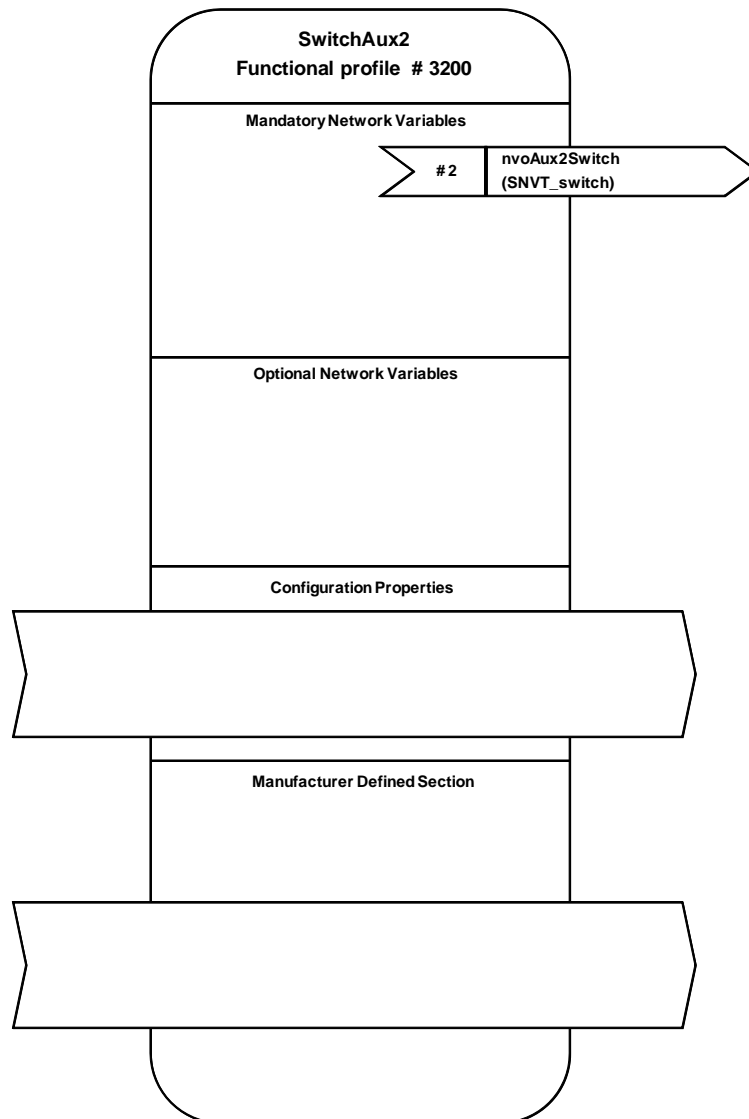 SwitchAux2
Functional profile # 3200
Mandatory Network Variables
# 2
nvoAux2Switch
(SNVT_switch)
Optional Network Variables
Configuration Properties
Manufacturer Defined Section